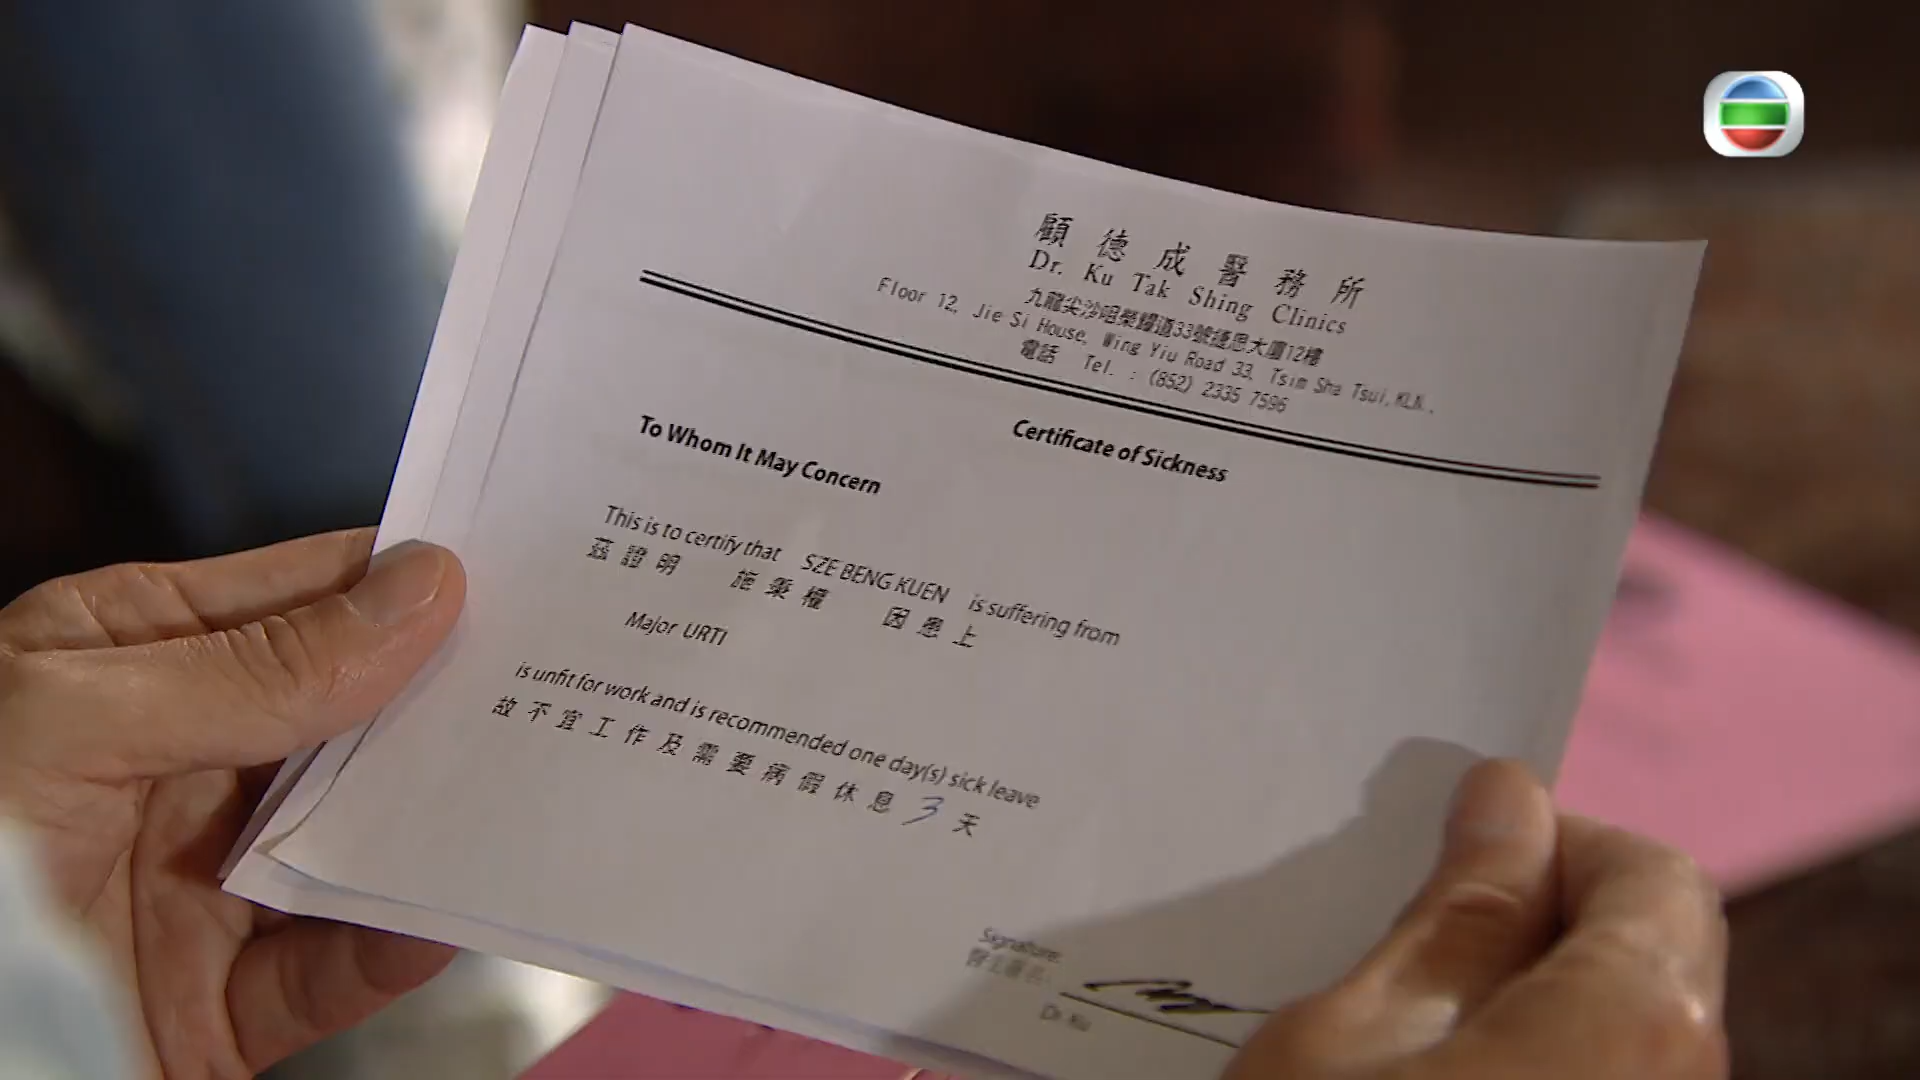 顧德成醫務所
Dr. Ku Tak Shing Clinics
九龍尖沙咀榮耀道33號捷思大廈12樓
Floor 12, Jie Si House, Wing Yiu Road 33, Tsim Sha Tsui, KLN.,
電話 Tel. : (852) 2335 7596
Certificate of Sickness
To Whom It May Concern
This is to certify that SZE BENG KUEN is suffering from
茲證明 施秉權 因患上
Major URTI
is unfit for work and is recommended one day(s) sick leave
故不宜工作及需要病假休息3天
Signature:
Dr Ku